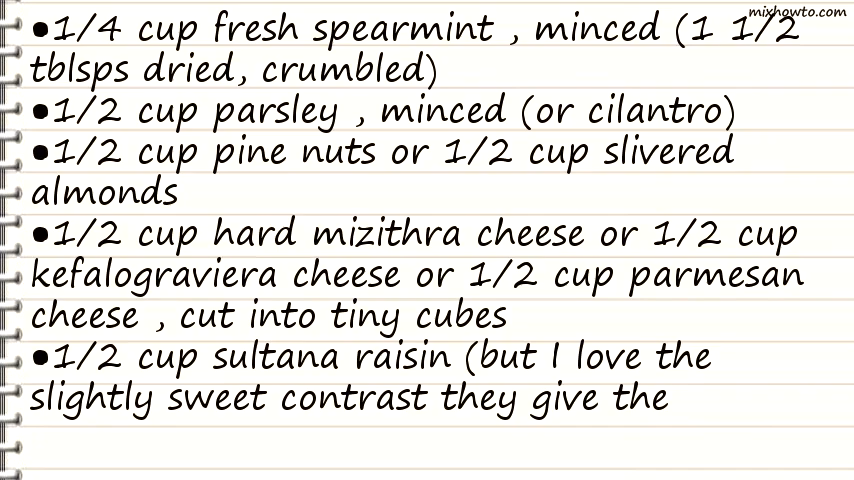 mixhowto.com
•1/4 cup fresh spearmint , minced (1 1/2
tblsps dried, crumbled)
•1/2 cup parsley , minced (or cilantro)
•1/2 cup pine nuts or 1/2 cup slivered
almonds
•1/2 cup hard mizithra cheese or 1/2 cup
kefalograviera cheese or 1/2 cup parmesan
cheese , cut into tiny cubes
•1/2 cup sultana raisin (but I love the
slightly sweet contrast they give the